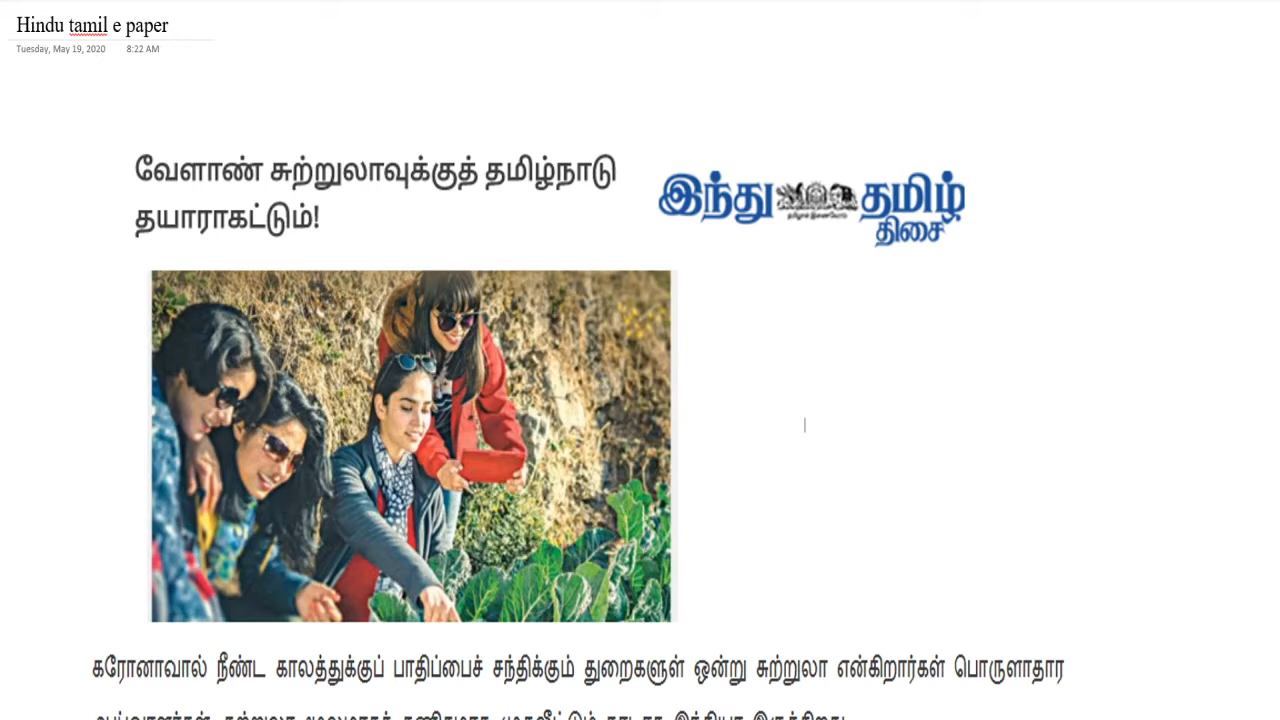 Hindu tamil e paper
Tuesday, May 19, 2020 8:22 AM
வேளாண் சுற்றுலாவுக்குத் தமிழ்நாடு
தயாராகட்டும்!
இந்து தமிழ்
திசை
கரோனாவால் நீண்ட காலத்துக்குப் பாதிப்பைச் சந்திக்கும் துறைகளுள் ஒன்று சுற்றுலா என்கிறார்கள் பொருளாதார